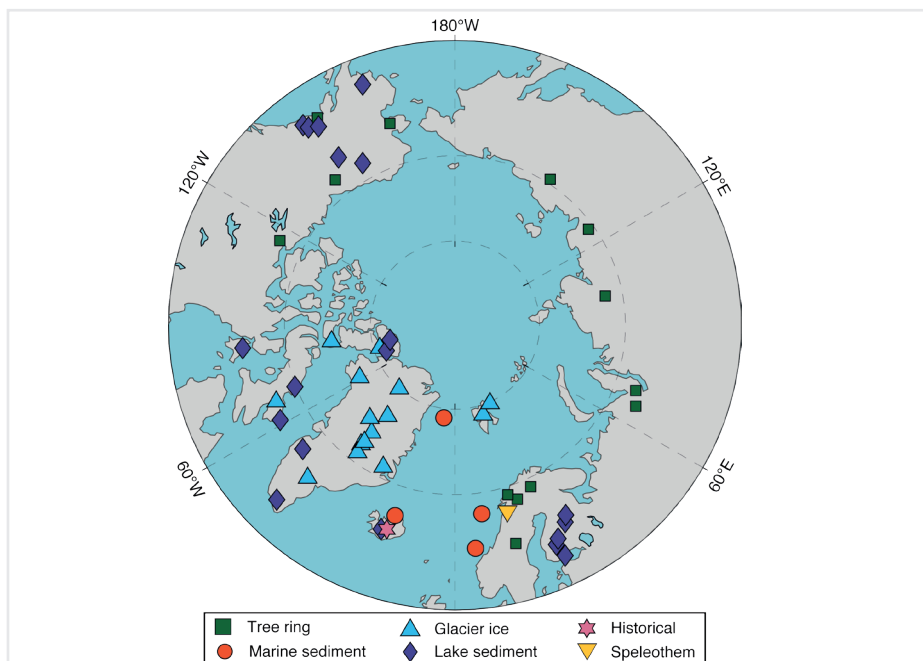 180°W
120°W
120°E
60°W
60°E
Tree ring
Glacier ice
Historical
Marine sediment
Lake sediment
Speleothem